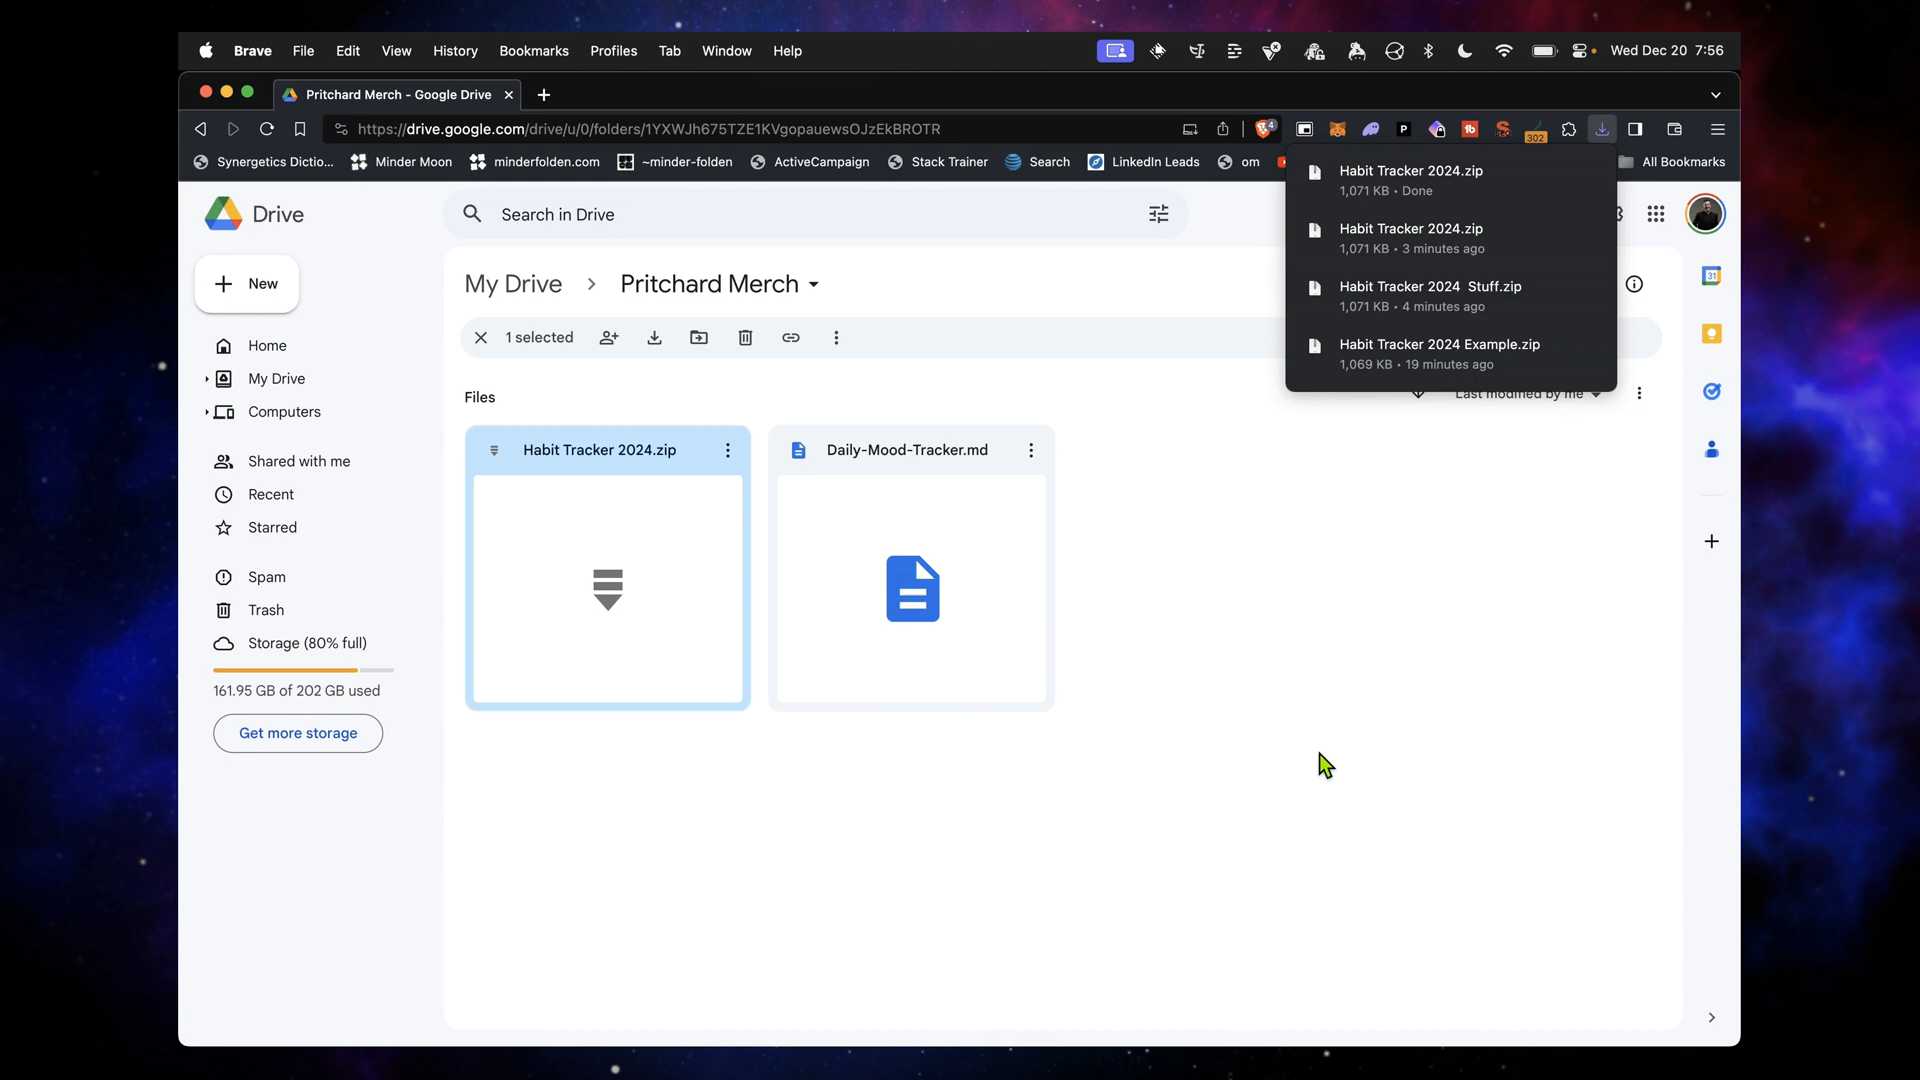 Brave File Edit View History Bookmarks Profiles Tab Window Help Wed Dec 20 7:56
Pritchard Merch - Google Drive
https://drive.google.com/drive/u/0/folders/1YXWJh675TZE1KVgopauewsOJzEkBROTR
4
P
tb
302
Synergetics Dictio... Minder Moon minderfolden.com ~minder-folden ActiveCampaign Stack Trainer Search LinkedIn Leads om All Bookmarks
Habit Tracker 2024.zip
1,071 KB • Done
Habit Tracker 2024.zip
1,071 KB • 3 minutes ago
Habit Tracker 2024 Stuff.zip
1,071 KB • 4 minutes ago
Habit Tracker 2024 Example.zip
1,069 KB • 19 minutes ago
Drive
Search in Drive
New
My Drive > Pritchard Merch
31
Home
My Drive
Computers
Shared with me
Recent
Starred
Spam
Trash
Storage (80% full)
161.95 GB of 202 GB used
Get more storage
1 selected
Files
Last modified by me
Habit Tracker 2024.zip
Daily-Mood-Tracker.md